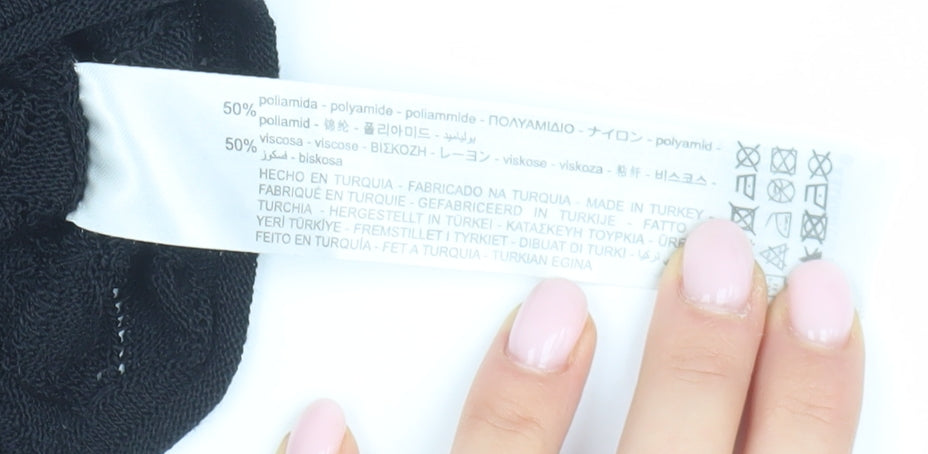 50% poliamida - polyamide - poliammide - ΠΟΛΥΑΜΙΔΙΟ - ナイロン - polyamid -
poliamid - 锦纶 - 폴리아미드 - بولياميد
50% viscosa - viscose - ΒΙΣΚΟΖΗ - レーヨン - viskose - viskoza - 粘纤 - 비스코스 -
فسكوز - biskosa
HECHO EN TURQUIA - FABRICADO NA TURQUIA - MADE IN TURKEY -
FABRIQUÉ EN TURQUIE - GEFABRICEERD IN TURKIJE - FATTO
TURCHIA - HERGESTELLT IN TÜRKEI - ΚΑΤΑΣΚΕΥΗ ΤΟΥΡΚΙΑ -
YERİ TÜRKİYE - FREMSTILLET I TYRKIET - DIBUAT DI TURKI -
FEITO EN TURQUÍA - FET A TURQUIA - TURKIAN EGINA